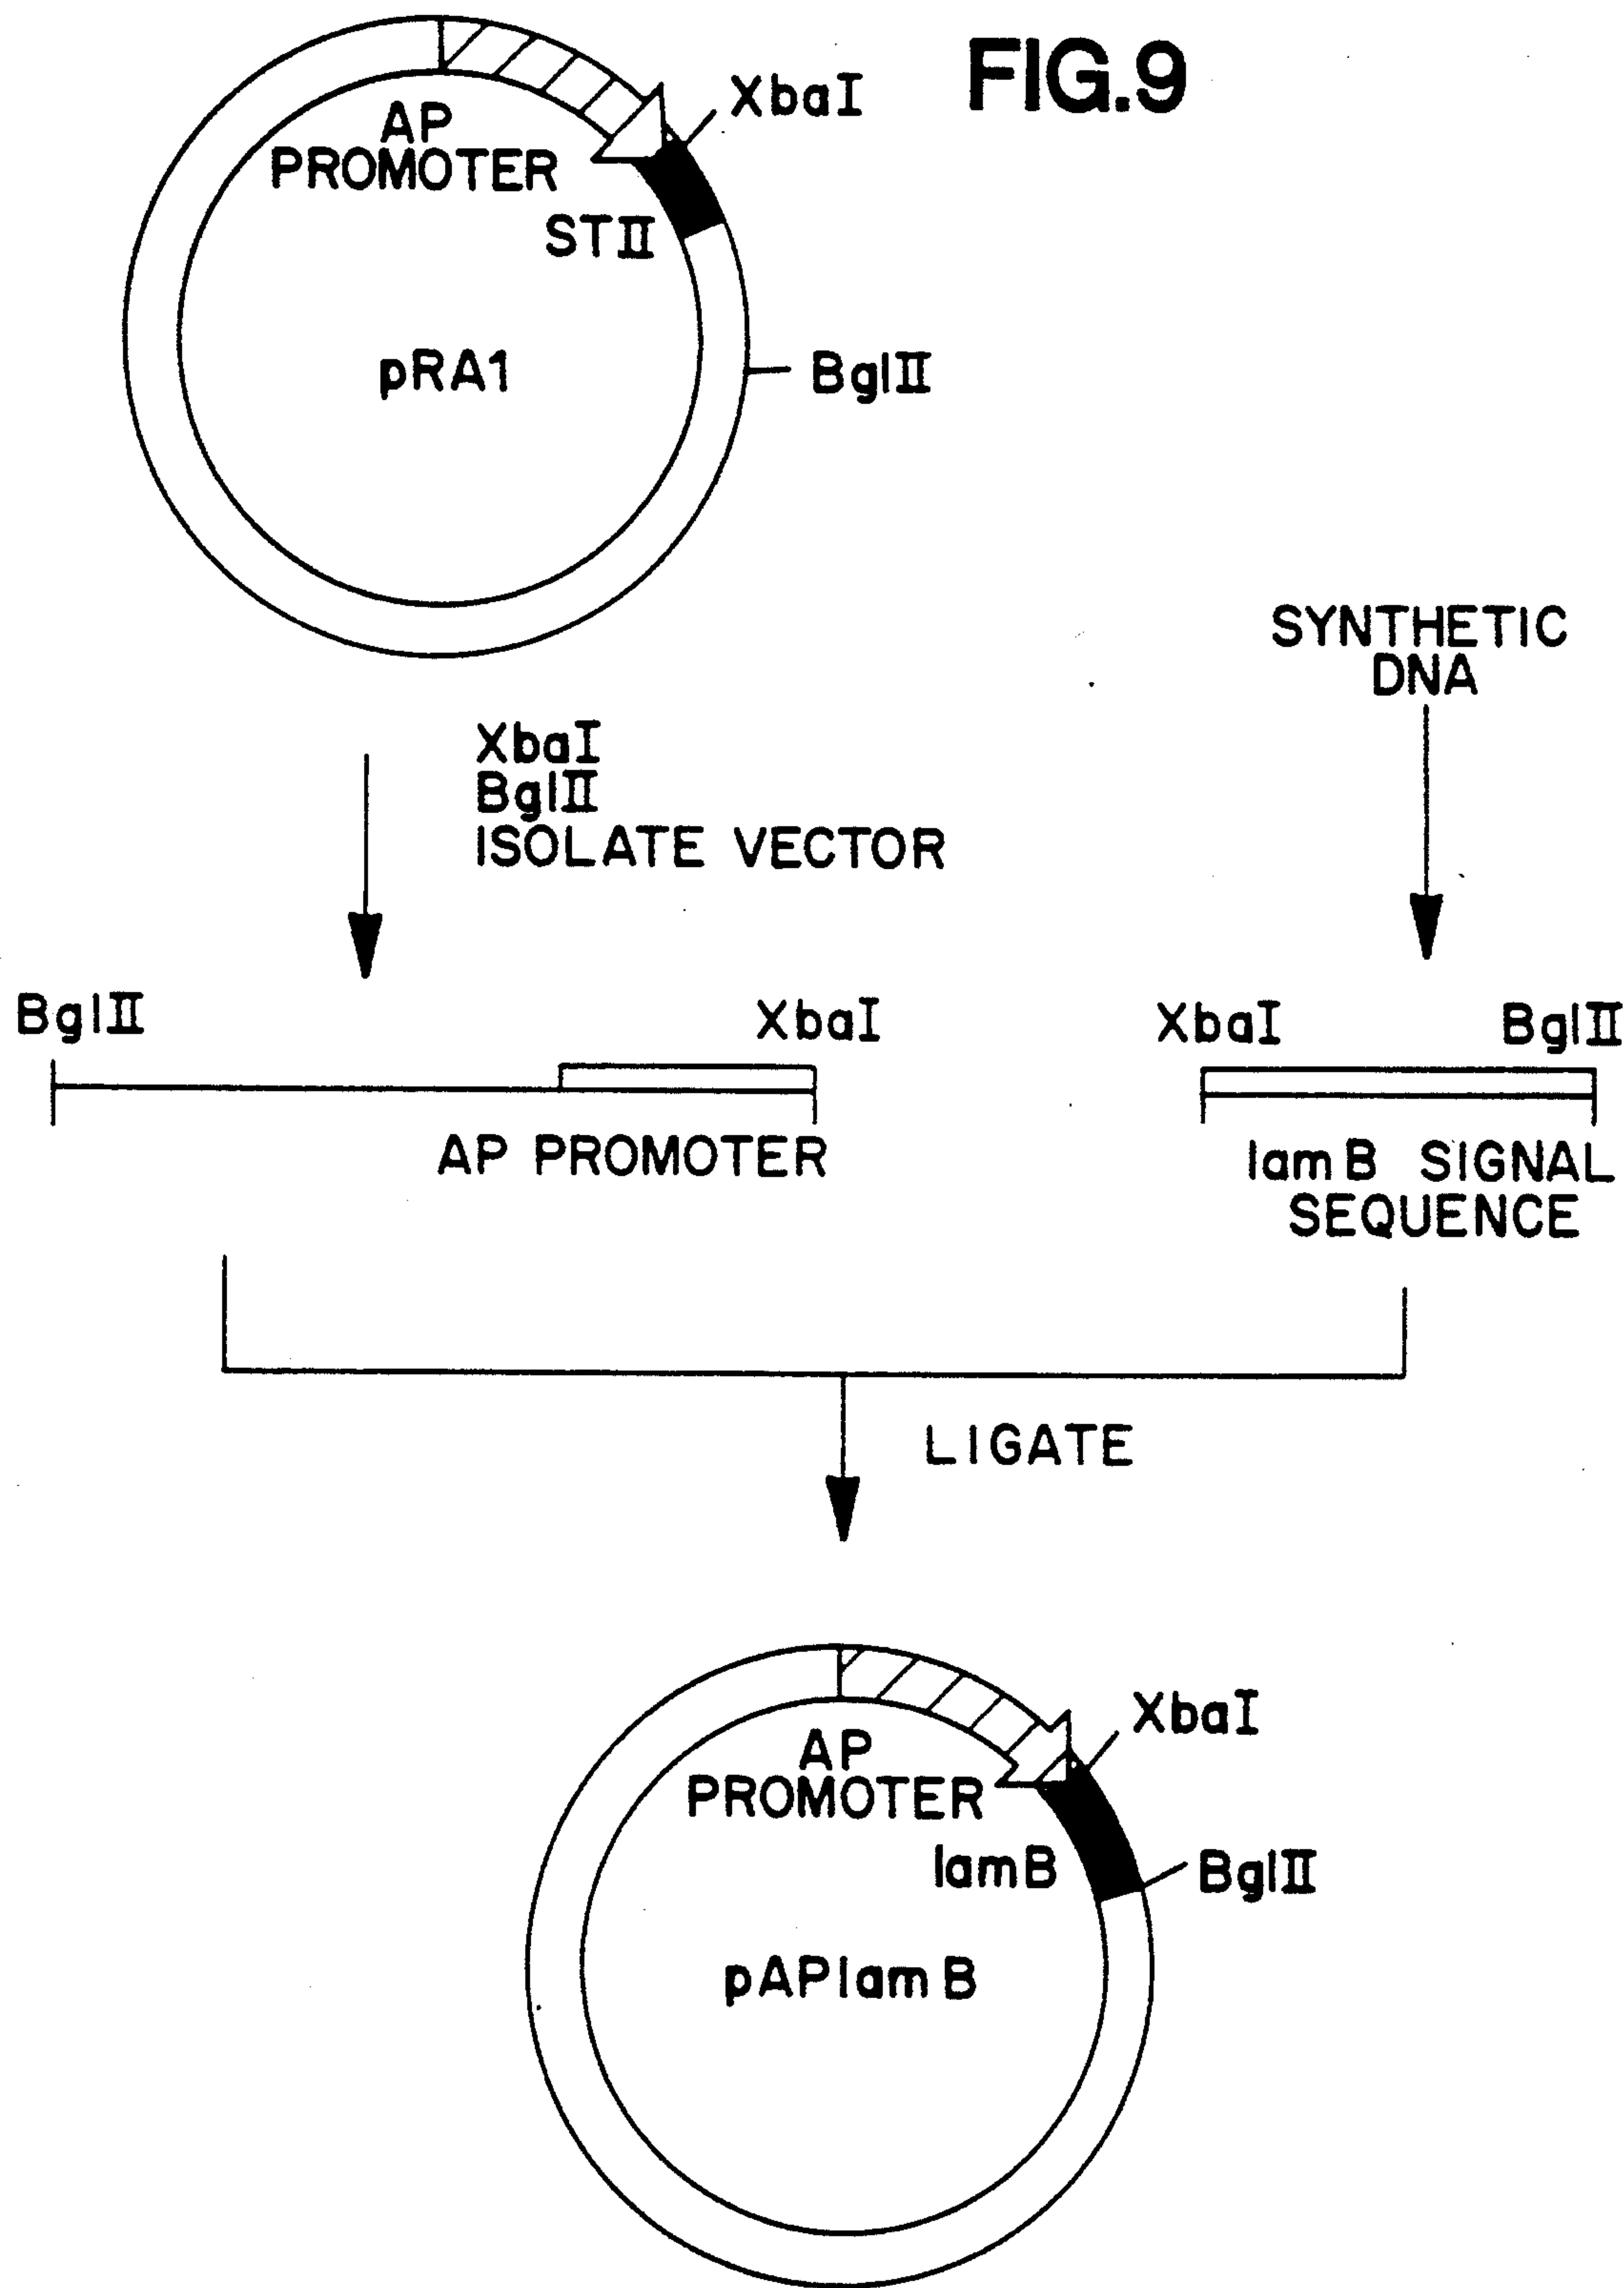 FIG.9
XbaI
AP
PROMOTER
STII
pRA1
BglII
SYNTHETIC
DNA
XbaI
BglII
ISOLATE VECTOR
BglII
XbaI
XbaI
BglII
AP PROMOTER
lamB SIGNAL
SEQUENCE
LIGATE
XbaI
AP
PROMOTER
lamB
BglII
pAPlamB